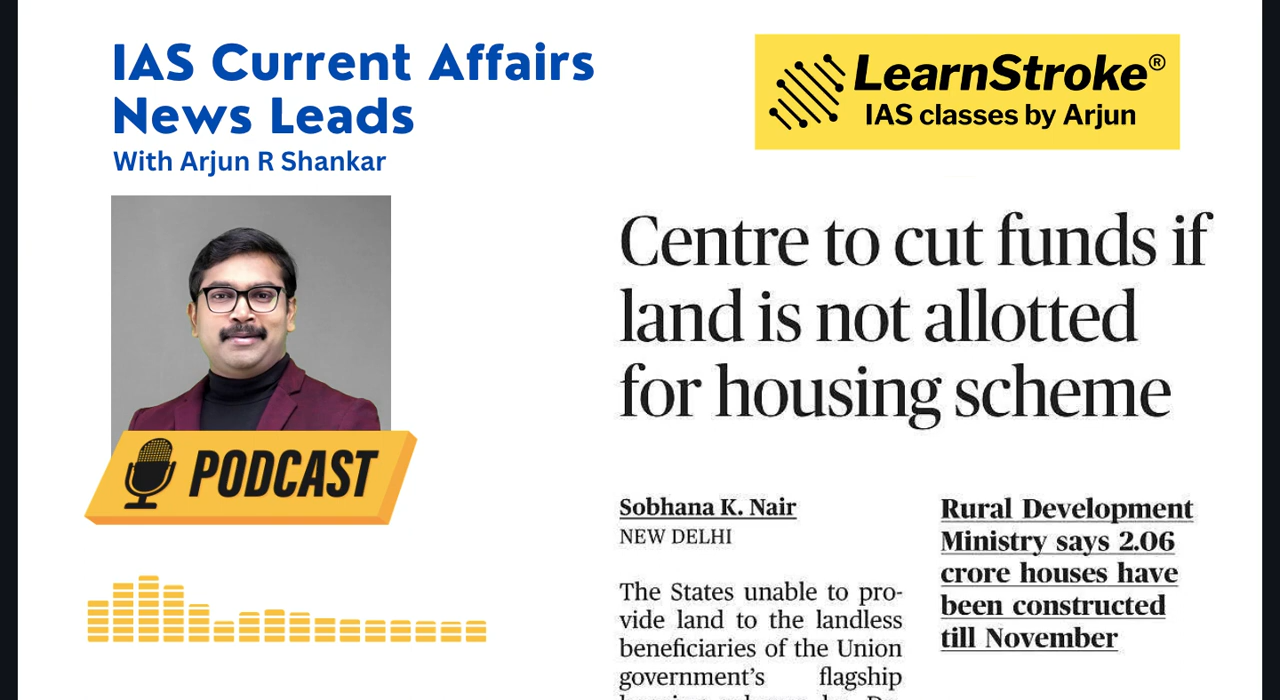 IAS Current Affairs
News Leads
With Arjun R Shankar
LearnStroke®
IAS classes by Arjun
PODCAST
Centre to cut funds if
land is not allotted
for housing scheme
Sobhana K. Nair
NEW DELHI
The States unable to pro-
vide land to the landless
beneficiaries of the Union
government's flagship
Rural Development
Ministry says 2.06
crore houses have
been constructed
till November